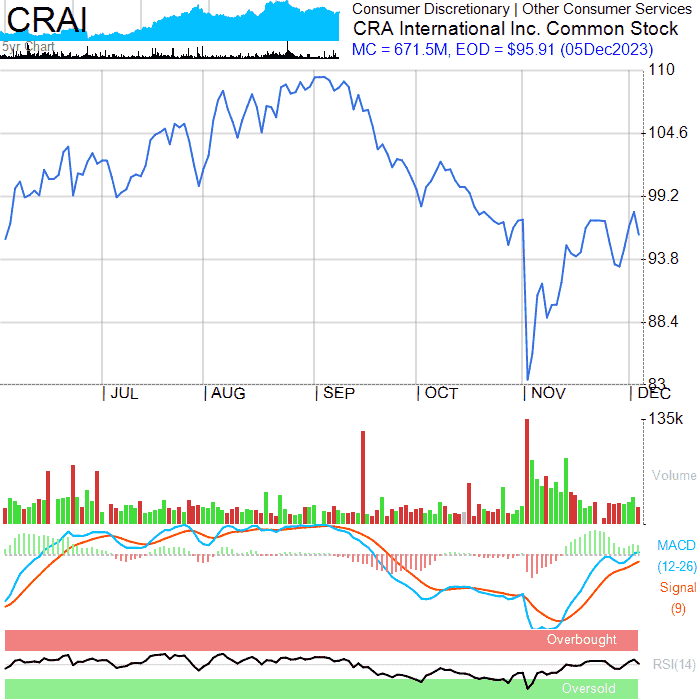 CRAI
5yr Chart
Consumer Discretionary | Other Consumer Services
CRA International Inc. Common Stock
MC = 671.5M, EOD = $95.91 (05Dec2023)
110
104.6
99.2
93.8
88.4
83
JUL
AUG
SEP
OCT
NOV
DEC
135k
Volume
MACD
(12-26)
Signal
(9)
Overbought
RSI(14)
Oversold